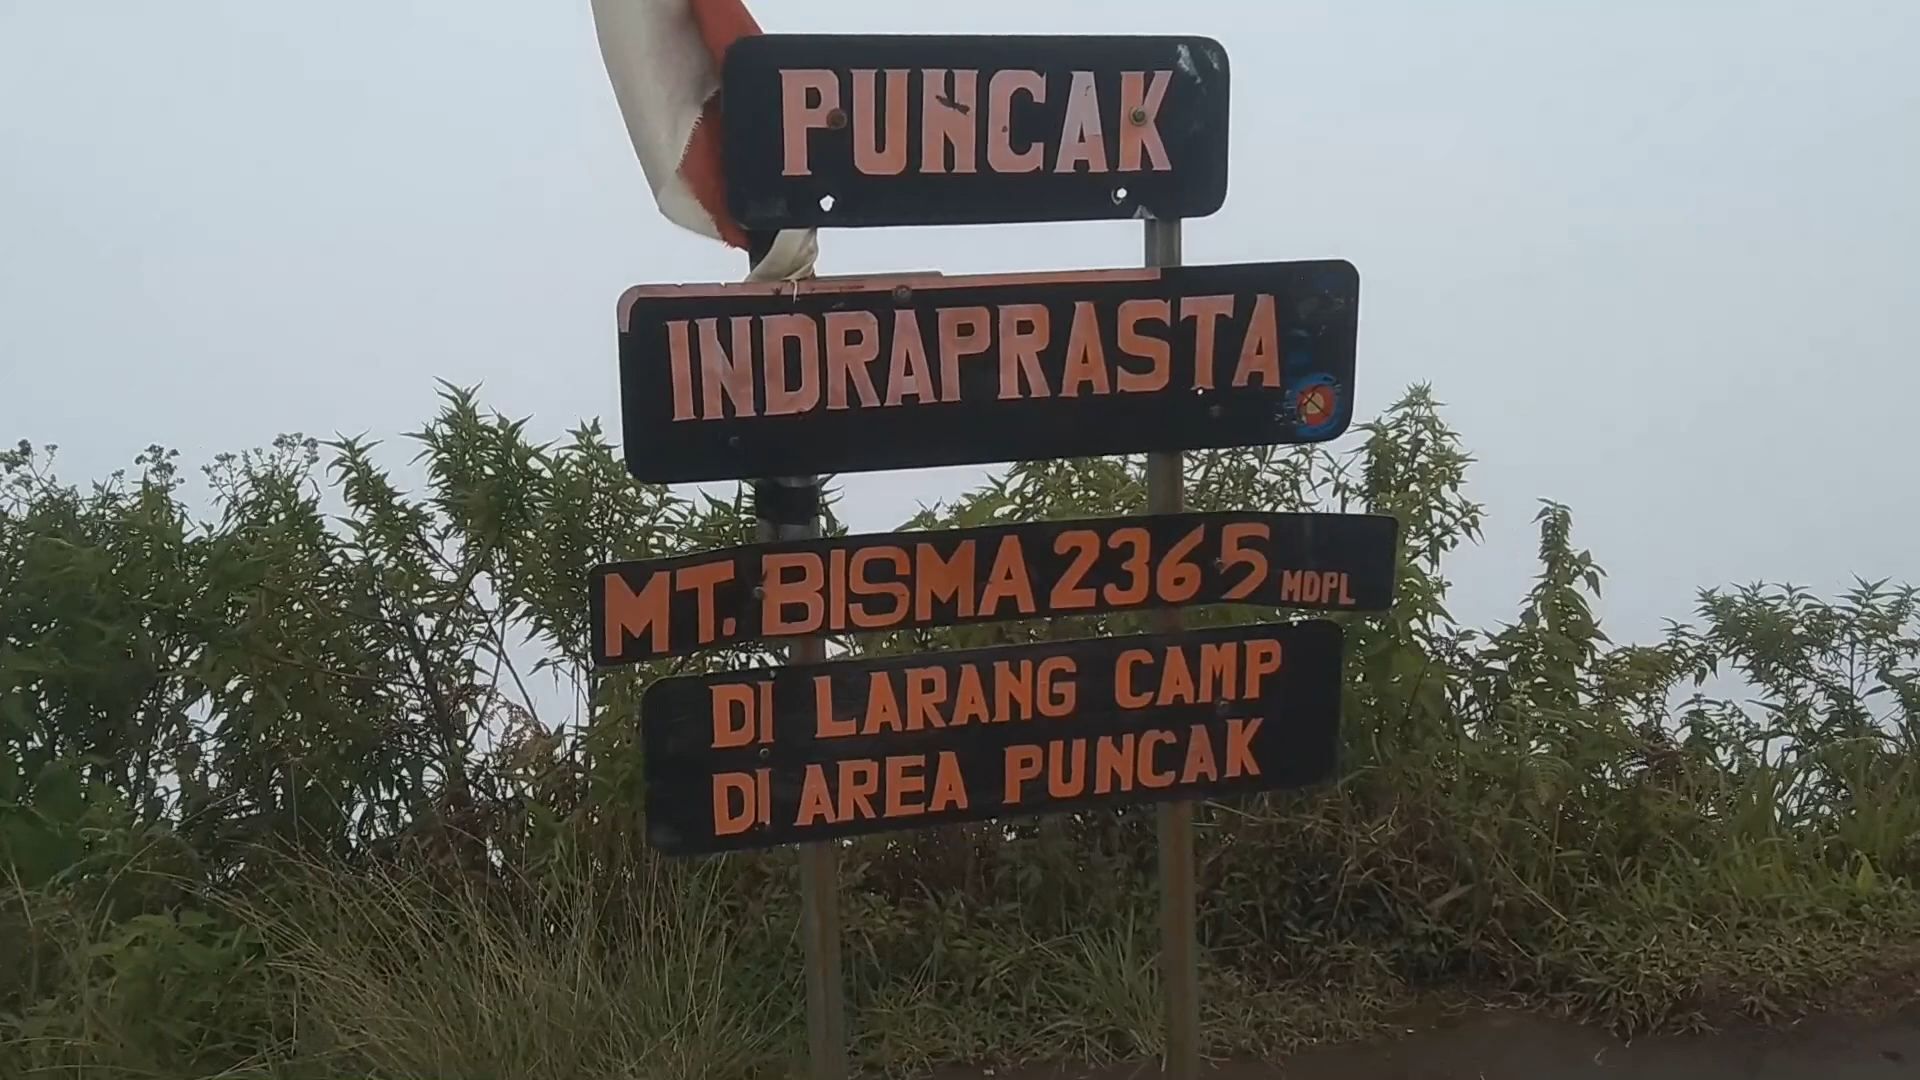 PUNCAK
INDRAPRASTA
MT. BISMA 2365 MDPL
DI LARANG CAMP
DI AREA PUNCAK